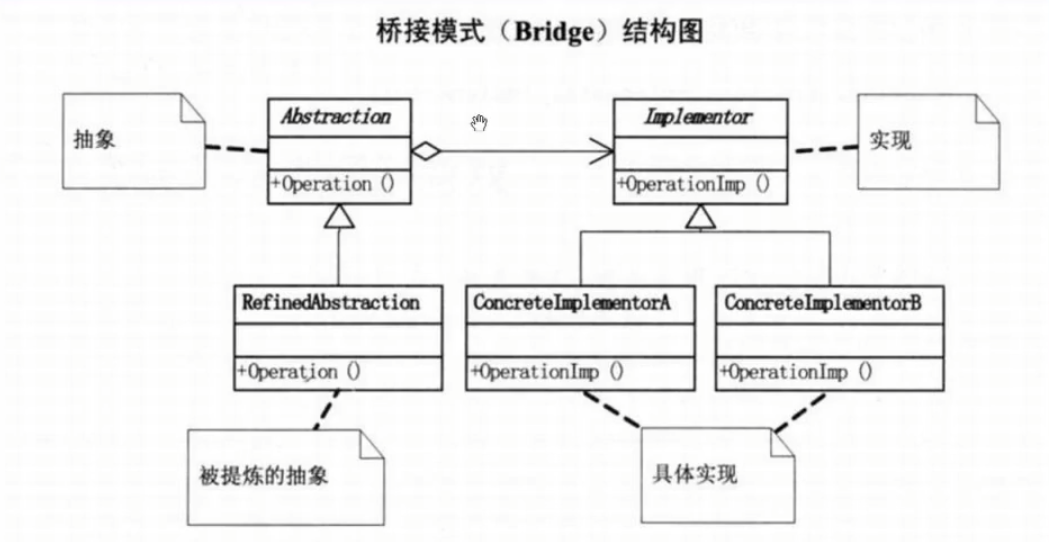 桥接模式（Bridge）结构图
抽象
Abstraction
+Operation ()
Implementor
+OperationImp ()
实现
RefinedAbstraction
+Operation ()
ConcreteImplementorA
+OperationImp ()
ConcreteImplementorB
+OperationImp ()
被提炼的抽象
具体实现